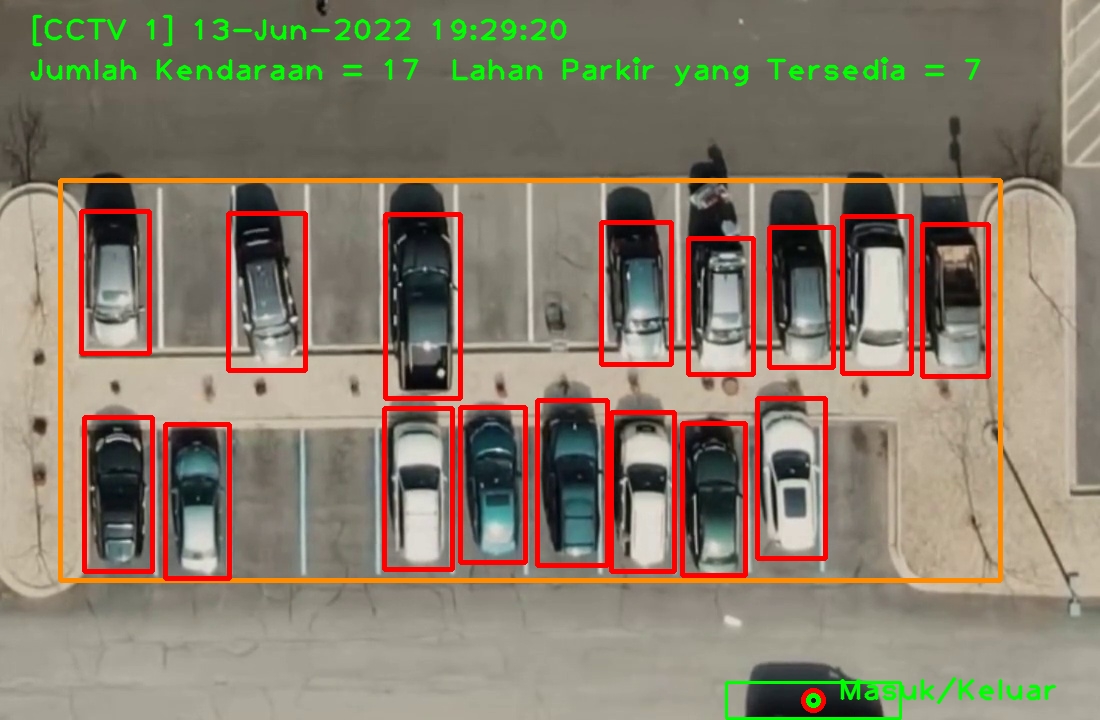 [CCTV 1] 13-Jun-2022 19:29:20
Jumlah Kendaraan = 17 Lahan Parkir yang Tersedia = 7
Masuk/Keluar